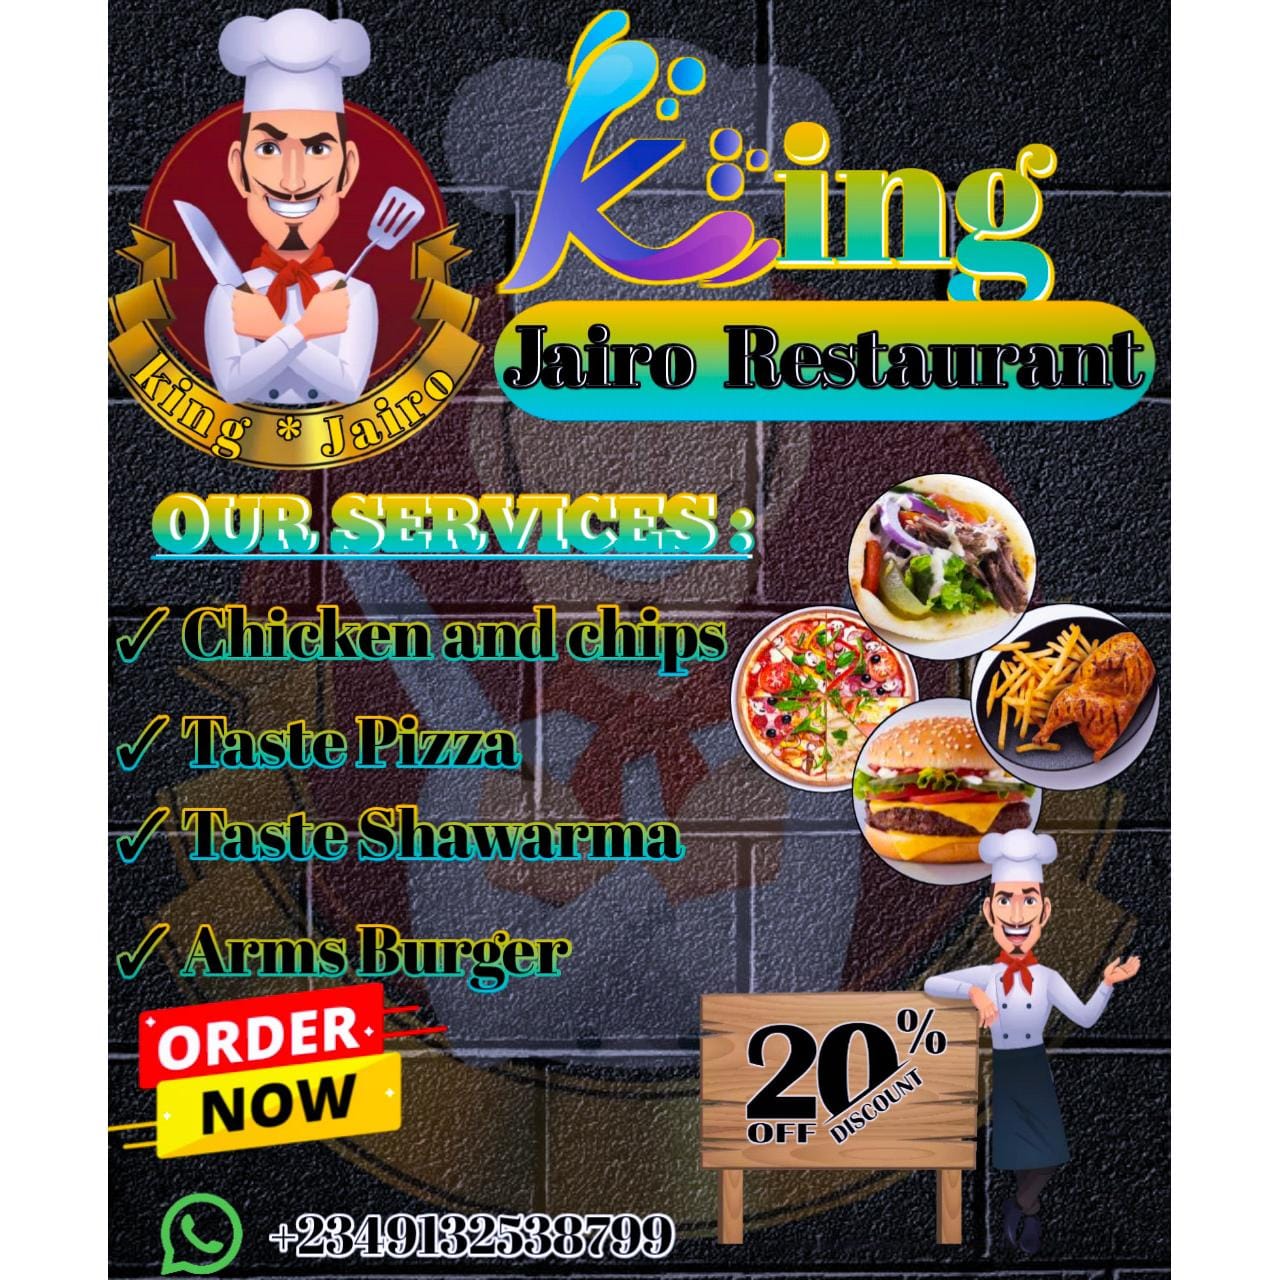 King
Jairo Restaurant
king * Jairo
OUR SERVICES :
✓ Chicken and chips
✓ Taste Pizza
✓ Taste Shawarma
✓ Arms Burger
ORDER
NOW
20%
OFF DISCOUNT
+2349132538799